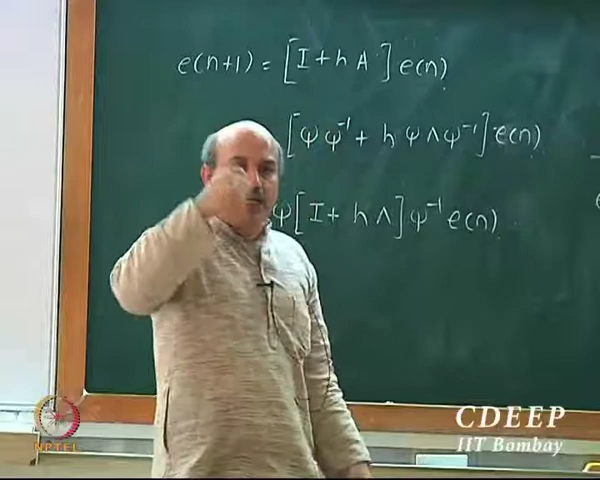 e(n+1) = [I + h A] e(n)
[ψ ψ⁻¹ + h ψ Λ ψ⁻¹] e(n)
ψ [I + h Λ] ψ⁻¹ e(n)
CDEEP
IIT Bombay
NPTEL